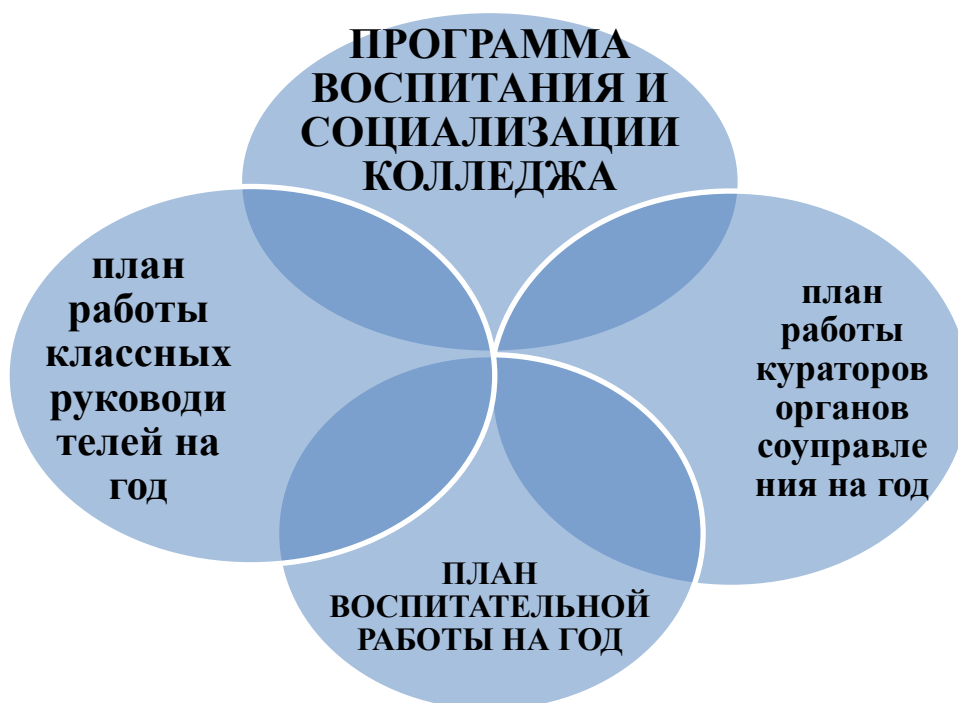 ПРОГРАММА
ВОСПИТАНИЯ И
СОЦИАЛИЗАЦИИ
КОЛЛЕДЖА
план
работы
классных
руководи
телей на
год
план
работы
кураторов
органов
соуправле
ния на год
ПЛАН
ВОСПИТАТЕЛЬНОЙ
РАБОТЫ НА ГОД